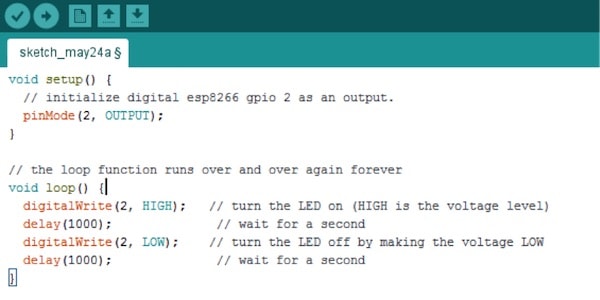 sketch_may24a §
void setup() {
  // initialize digital esp8266 gpio 2 as an output.
  pinMode(2, OUTPUT);
}

// the loop function runs over and over again forever
void loop() {
  digitalWrite(2, HIGH);   // turn the LED on (HIGH is the voltage level)
  delay(1000);              // wait for a second
  digitalWrite(2, LOW);    // turn the LED off by making the voltage LOW
  delay(1000);              // wait for a second
}